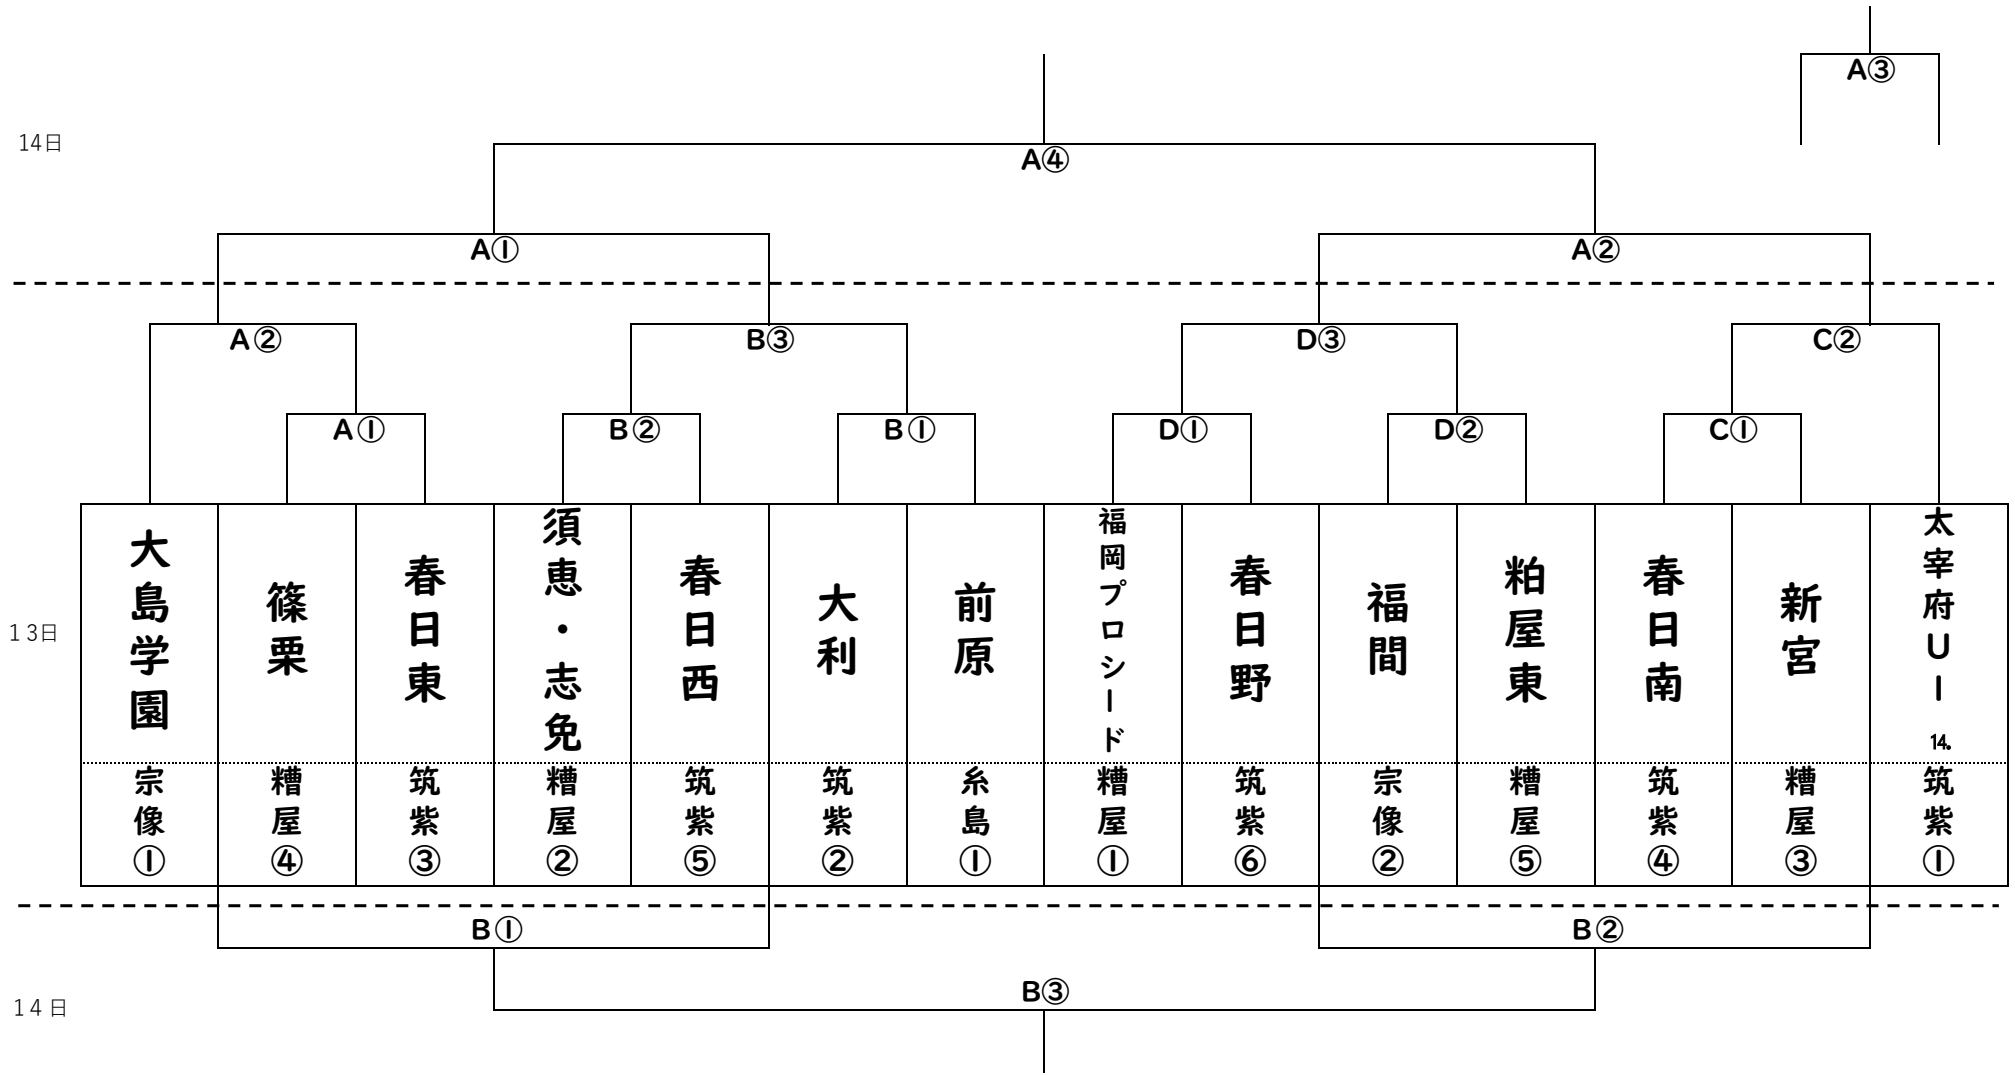 A③
14日
A④
A①
A②
A②
B③
D③
C②
A①
B②
B①
D①
D②
C①
13日
大島学園
篠栗
春日東
須恵・志免
春日西
大利
前原
福岡プロシード
春日野
福間
粕屋東
春日南
新宮
太宰府UI 14.
宗像①
糟屋④
筑紫③
糟屋②
筑紫⑤
筑紫②
糸島①
糟屋①
筑紫⑥
宗像②
糟屋⑤
筑紫④
糟屋③
筑紫①
B①
B②
B③
14日